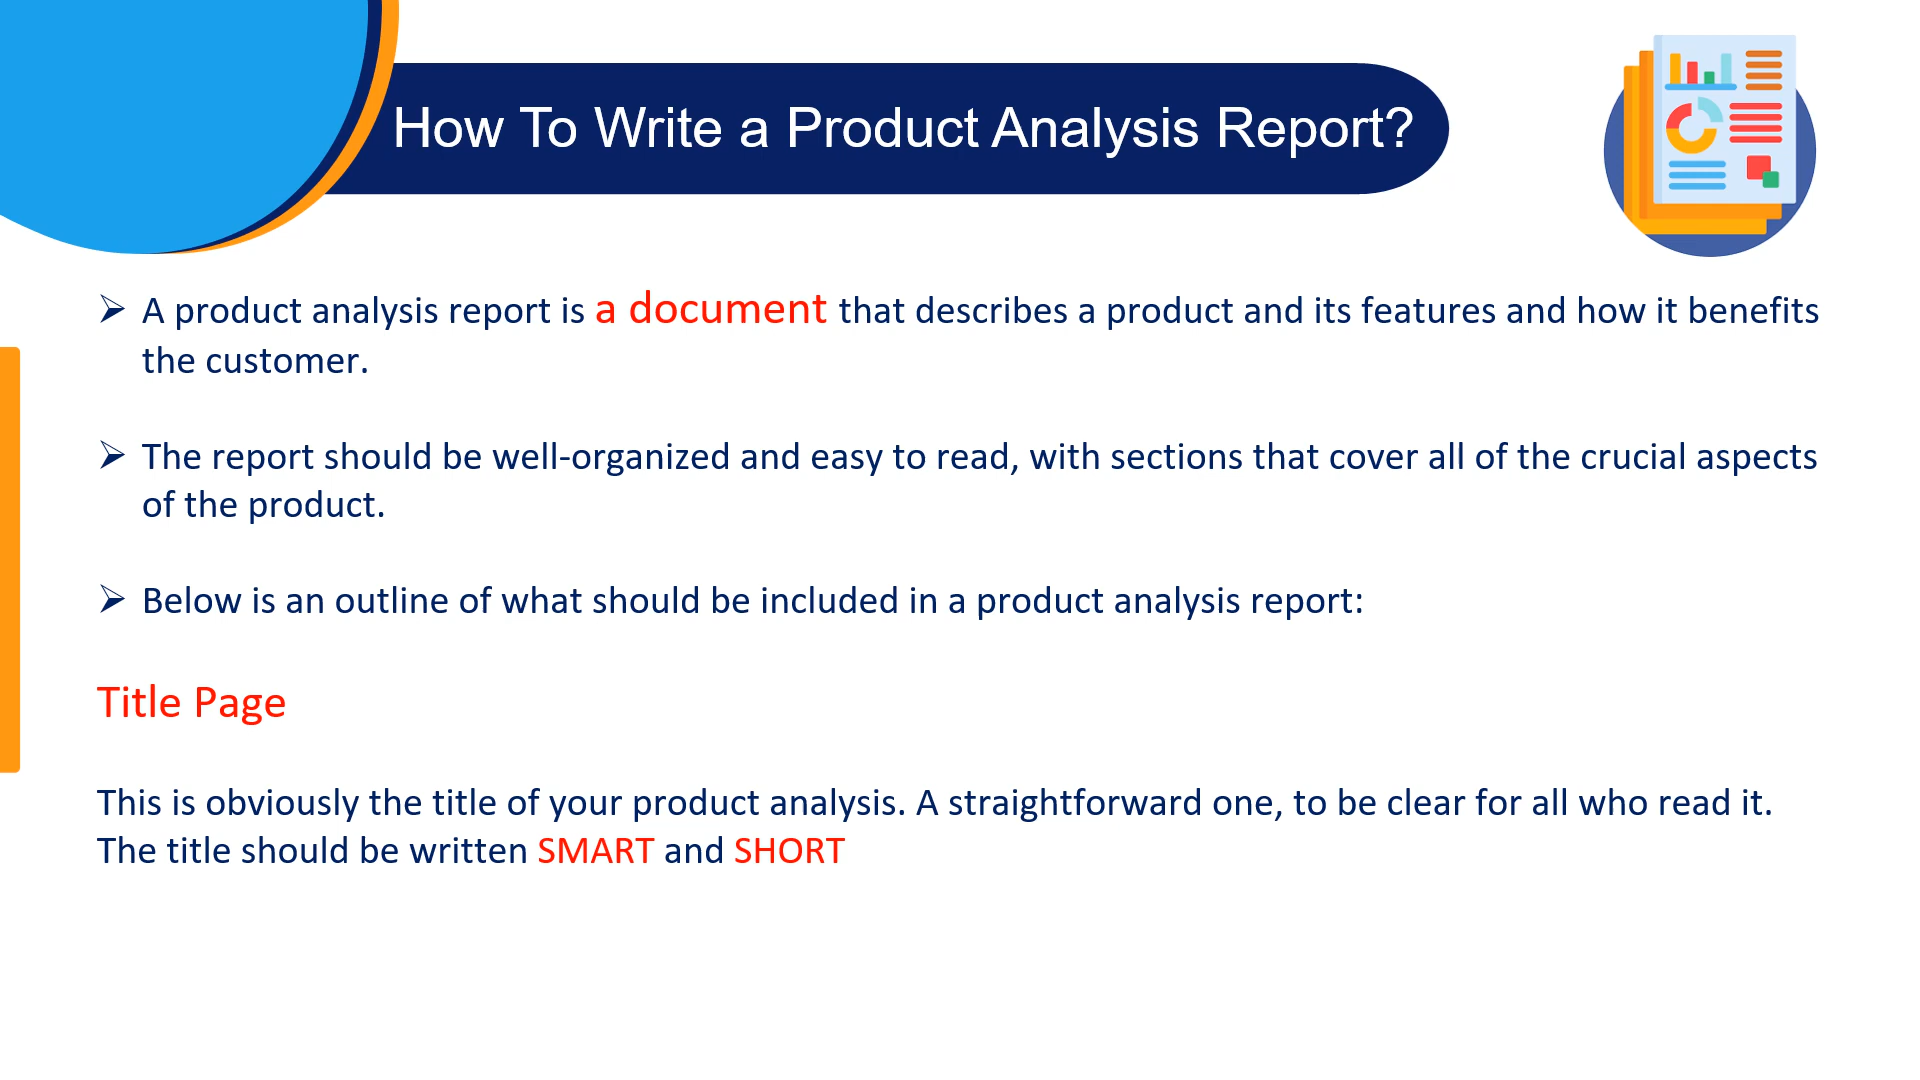 How To Write a Product Analysis Report?
A product analysis report is a document that describes a product and its features and how it benefits
the customer.
The report should be well-organized and easy to read, with sections that cover all of the crucial aspects
of the product.
Below is an outline of what should be included in a product analysis report:
Title Page
This is obviously the title of your product analysis. A straightforward one, to be clear for all who read it.
The title should be written SMART and SHORT